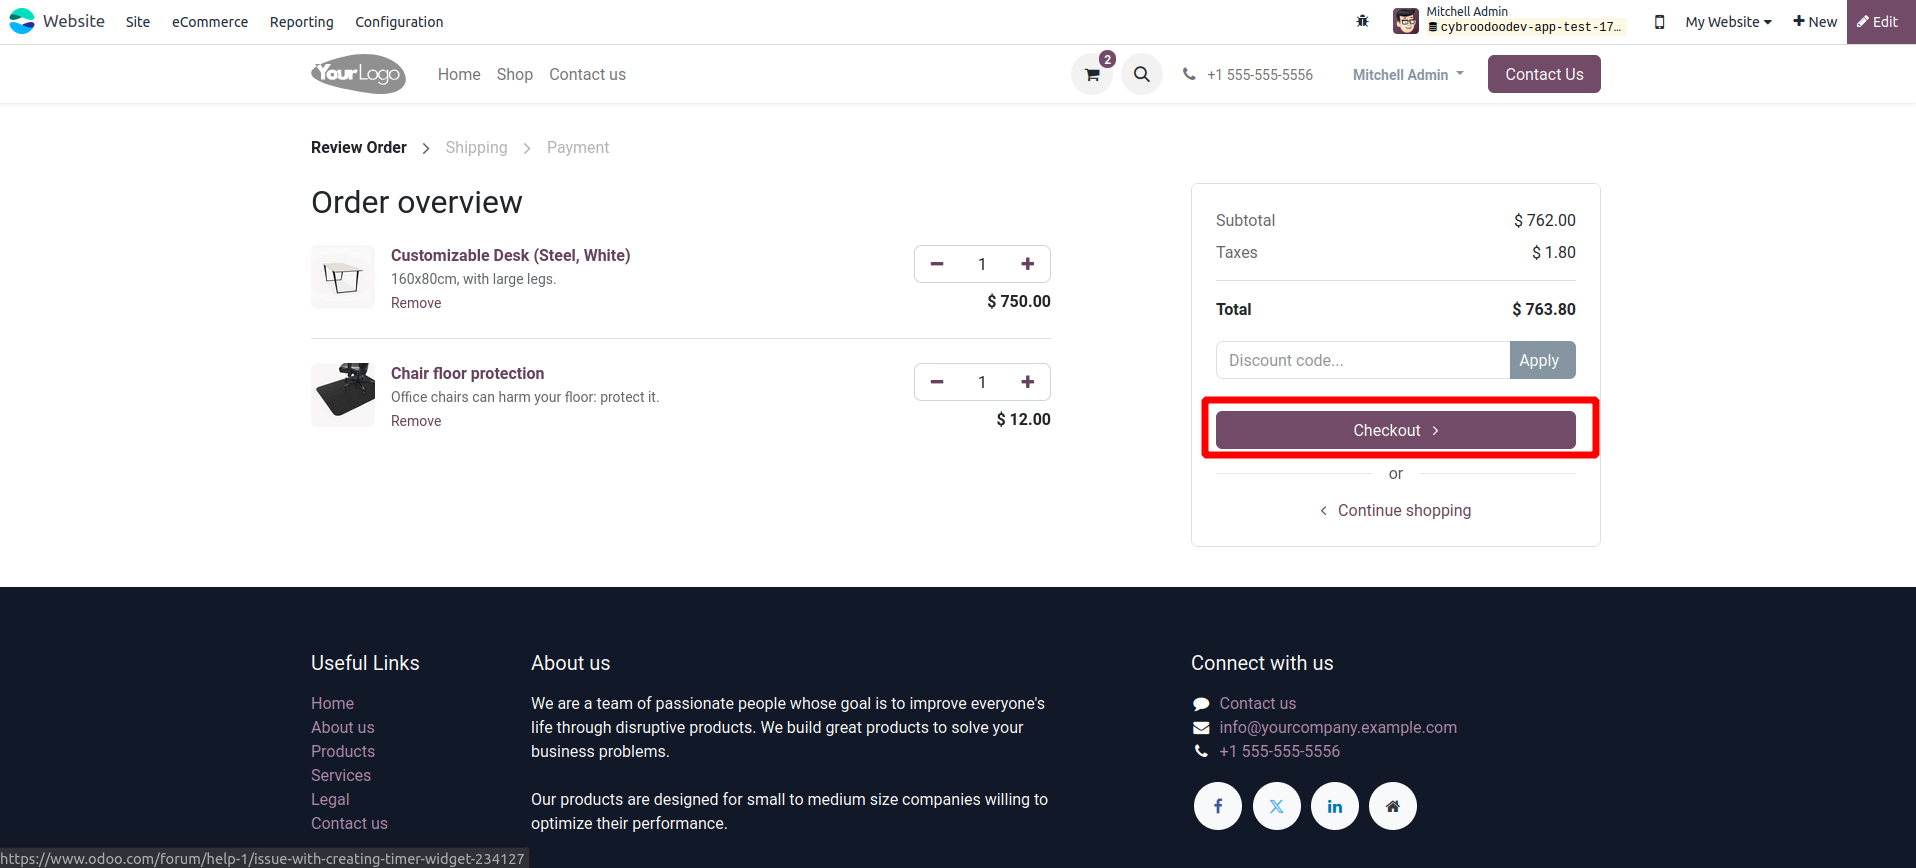 Website Site eCommerce Reporting Configuration
Mitchell Admin
cybroodoodev-app-test-17...
My Website New Edit
YourLogo Home Shop Contact us 2 +1 555-555-5556 Mitchell Admin Contact Us
Review Order Shipping Payment
Order overview
Customizable Desk (Steel, White)
160x80cm, with large legs.
Remove
1
$ 750.00
Chair floor protection
Office chairs can harm your floor: protect it.
Remove
1
$ 12.00
Subtotal $ 762.00
Taxes $ 1.80
Total $ 763.80
Discount code... Apply
Checkout
or
Continue shopping
Useful Links
Home
About us
Products
Services
Legal
Contact us
About us
We are a team of passionate people whose goal is to improve everyone's
life through disruptive products. We build great products to solve your
business problems.
Our products are designed for small to medium size companies willing to
optimize their performance.
Connect with us
Contact us
info@yourcompany.example.com
+1 555-555-5556
https://www.odoo.com/forum/help-1/issue-with-creating-timer-widget-234127